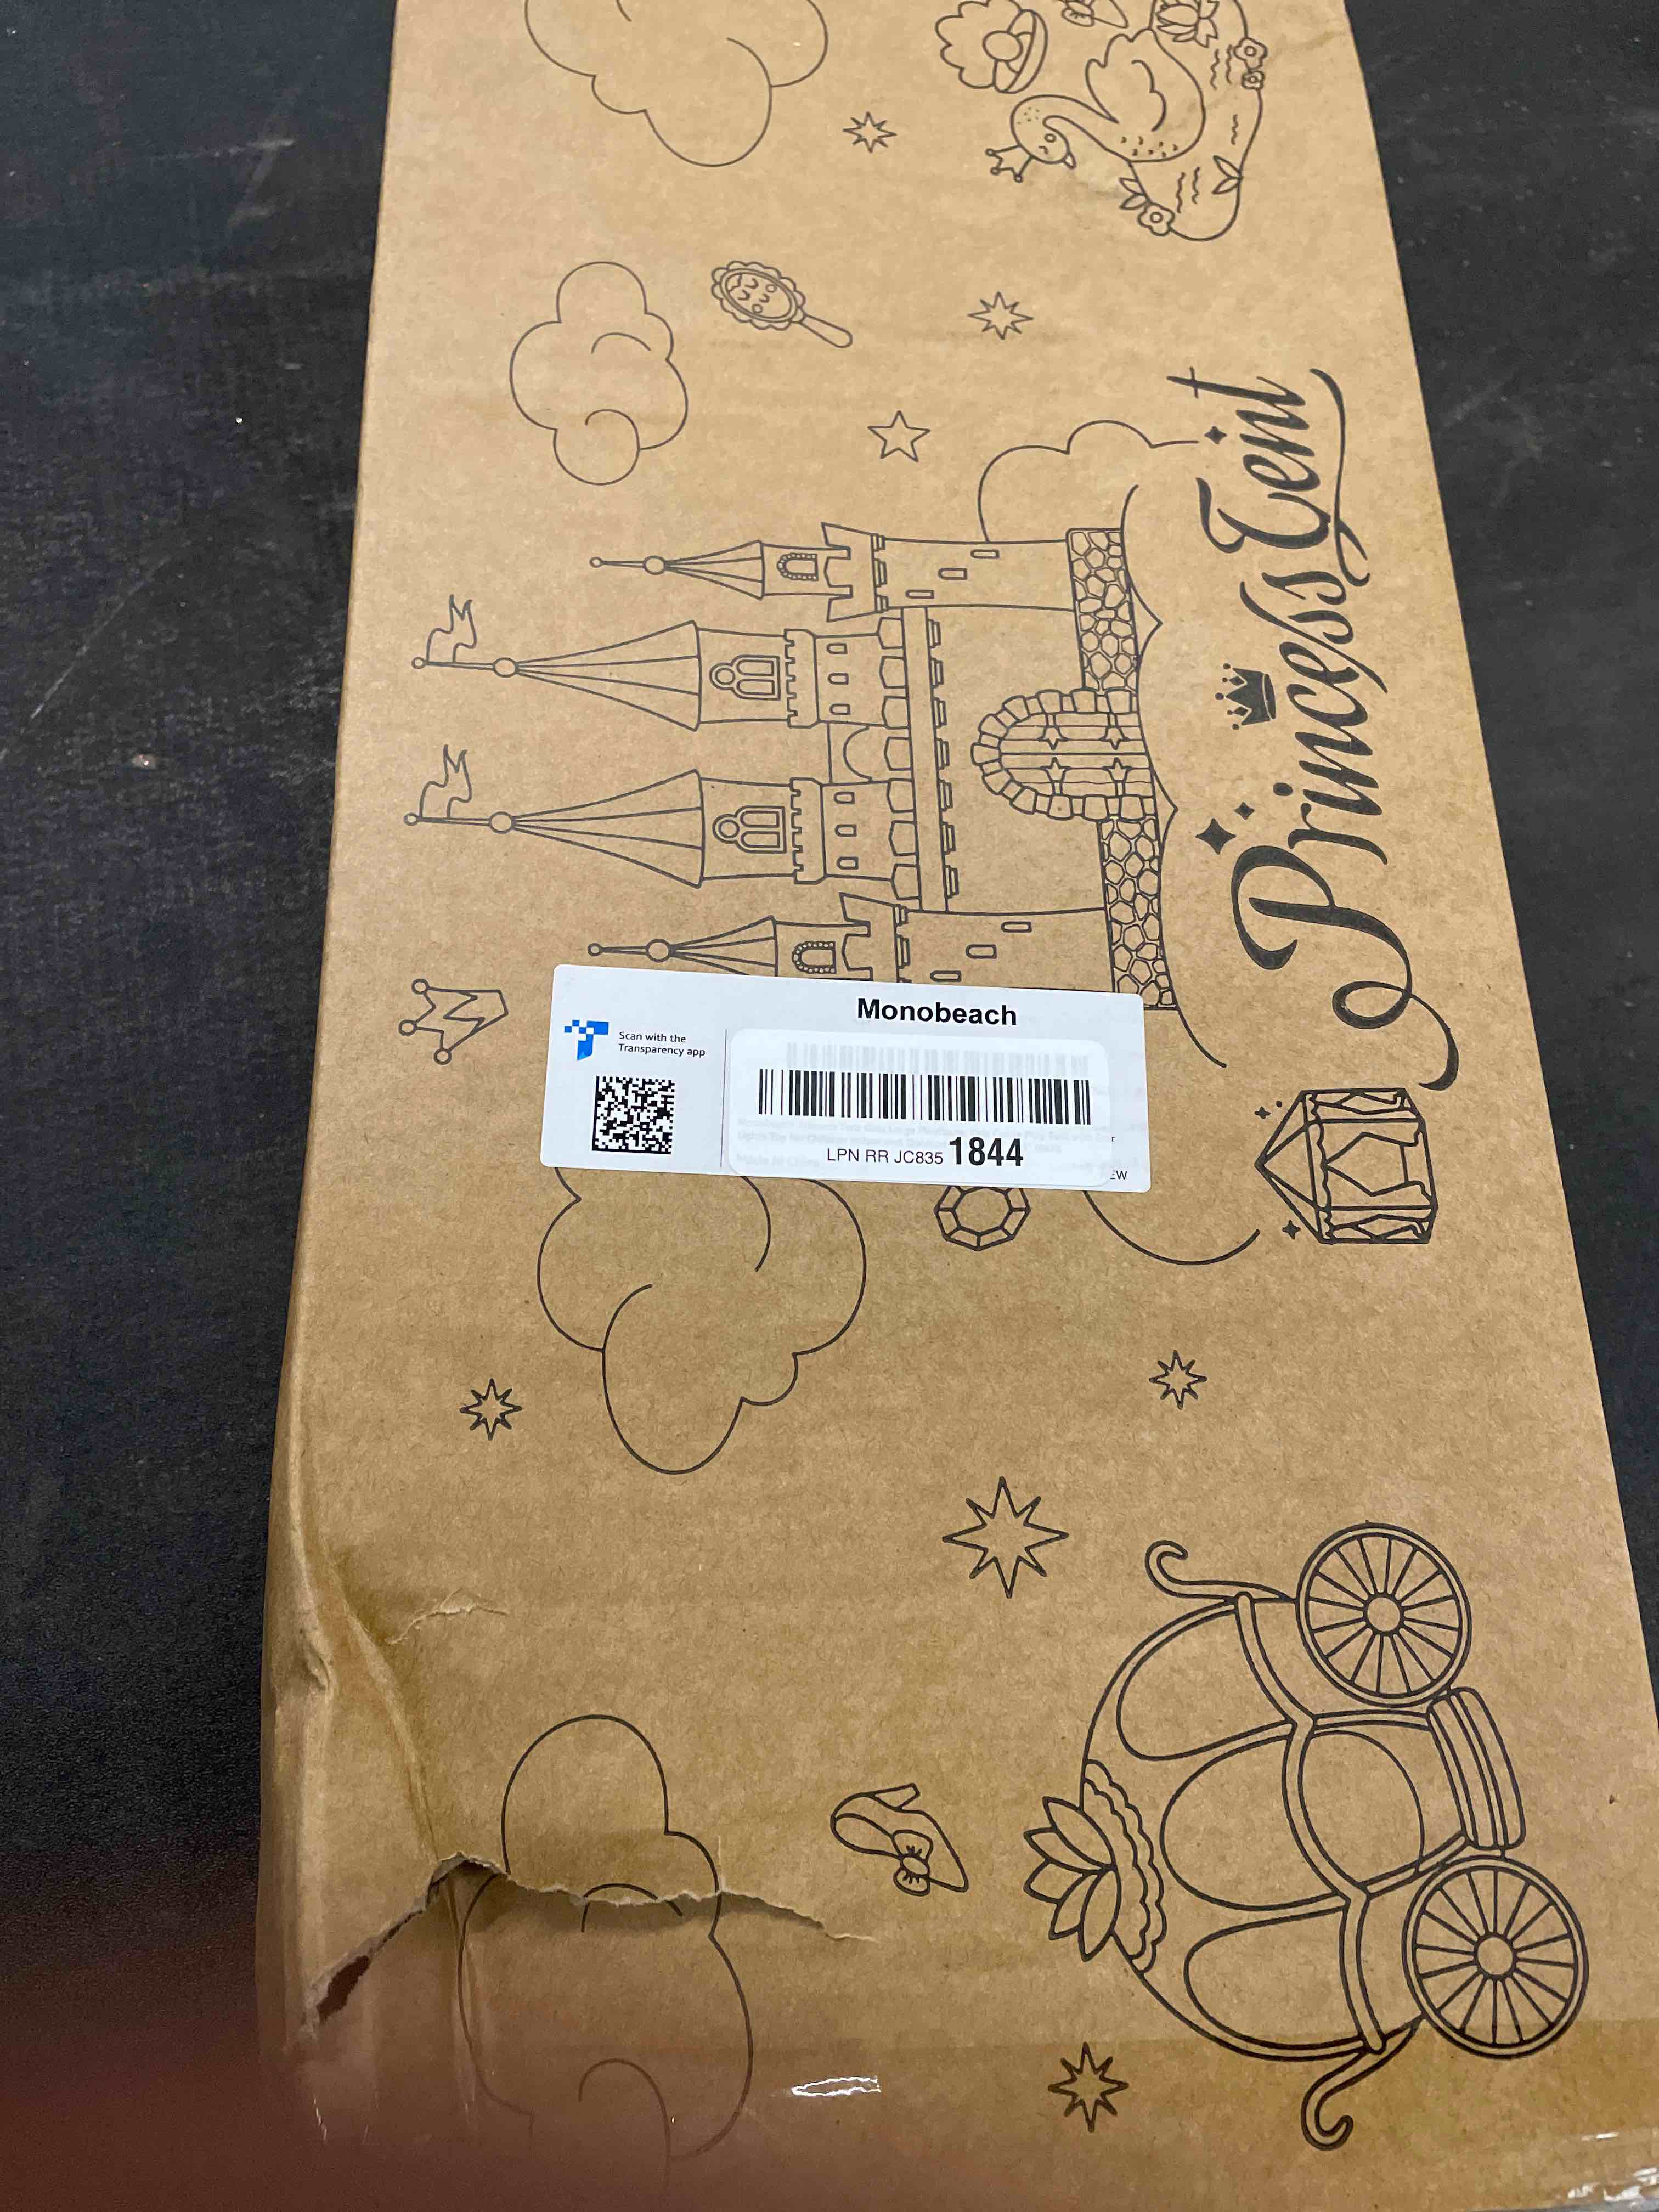 Princess Tent
Monobeach
Scan with the
Transparency app
LPN RR JC835 1844